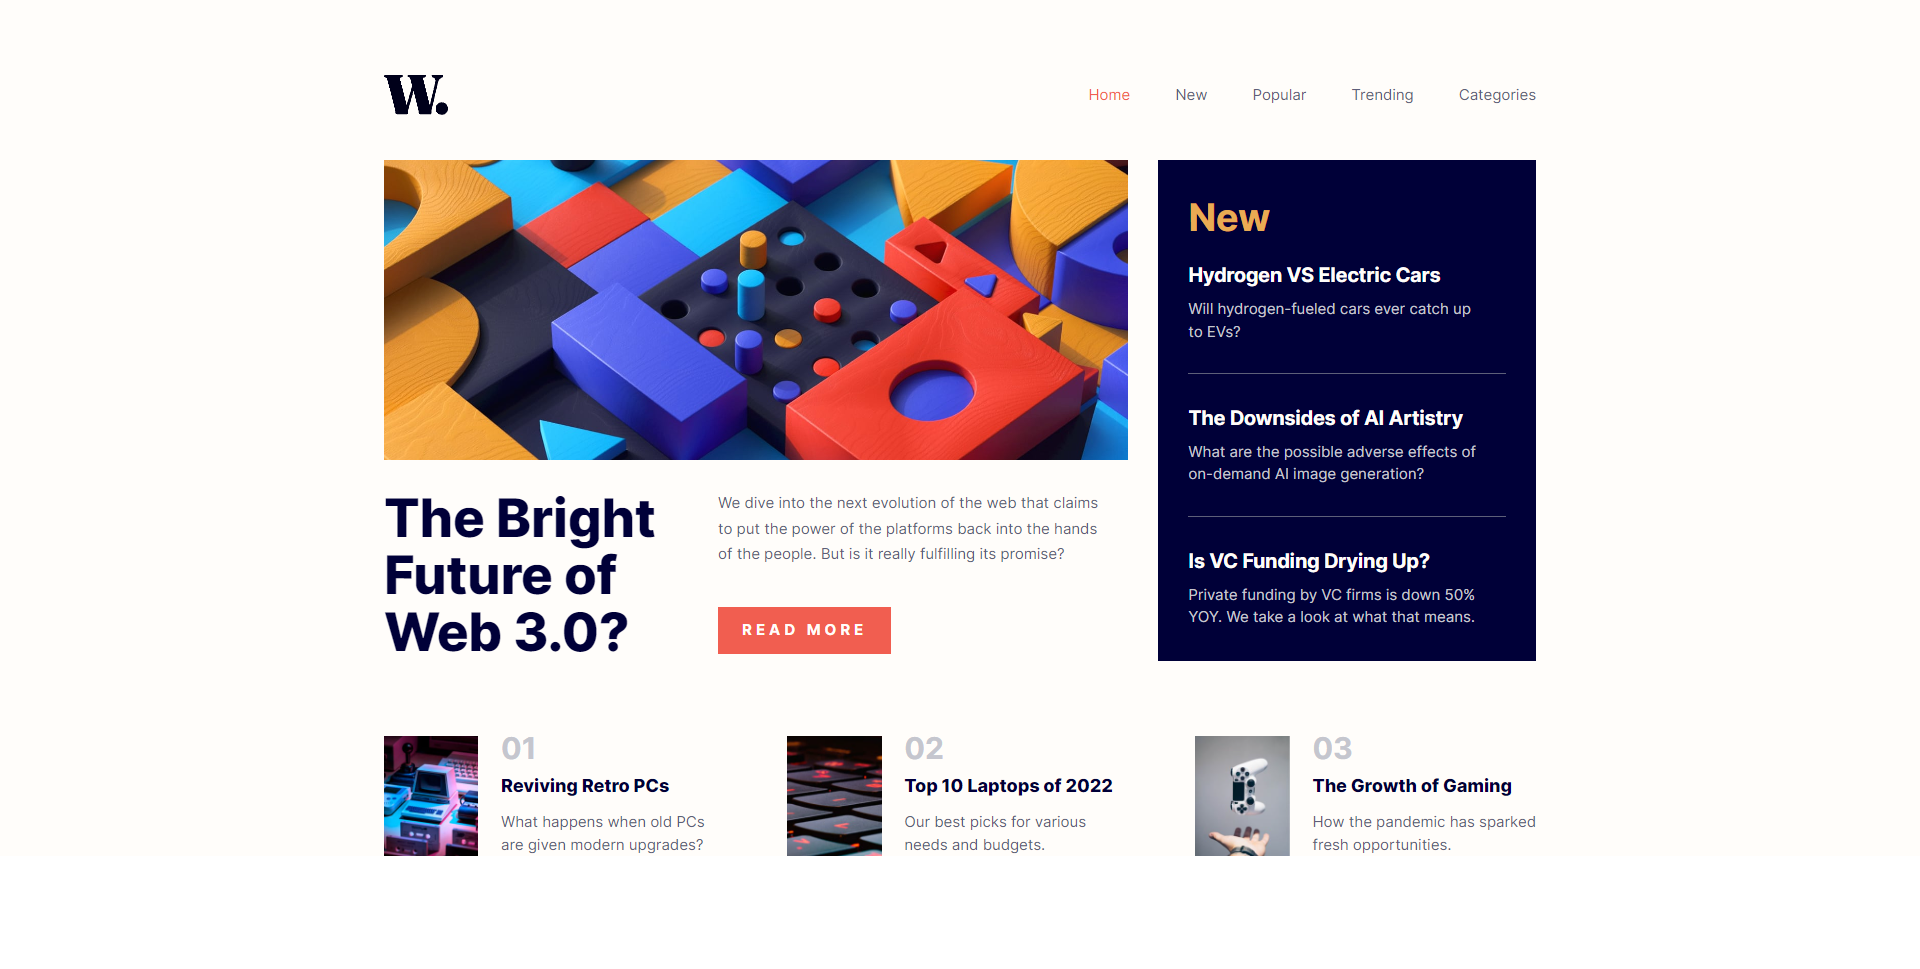 W.
Home
New
Popular
Trending
Categories
The Bright
Future of
Web 3.0?
We dive into the next evolution of the web that claims
to put the power of the platforms back into the hands
of the people. But is it really fulfilling its promise?
READ MORE
New
Hydrogen VS Electric Cars
Will hydrogen-fueled cars ever catch up
to EVs?
The Downsides of AI Artistry
What are the possible adverse effects of
on-demand AI image generation?
Is VC Funding Drying Up?
Private funding by VC firms is down 50%
YOY. We take a look at what that means.
01
Reviving Retro PCs
What happens when old PCs
are given modern upgrades?
02
Top 10 Laptops of 2022
Our best picks for various
needs and budgets.
03
The Growth of Gaming
How the pandemic has sparked
fresh opportunities.